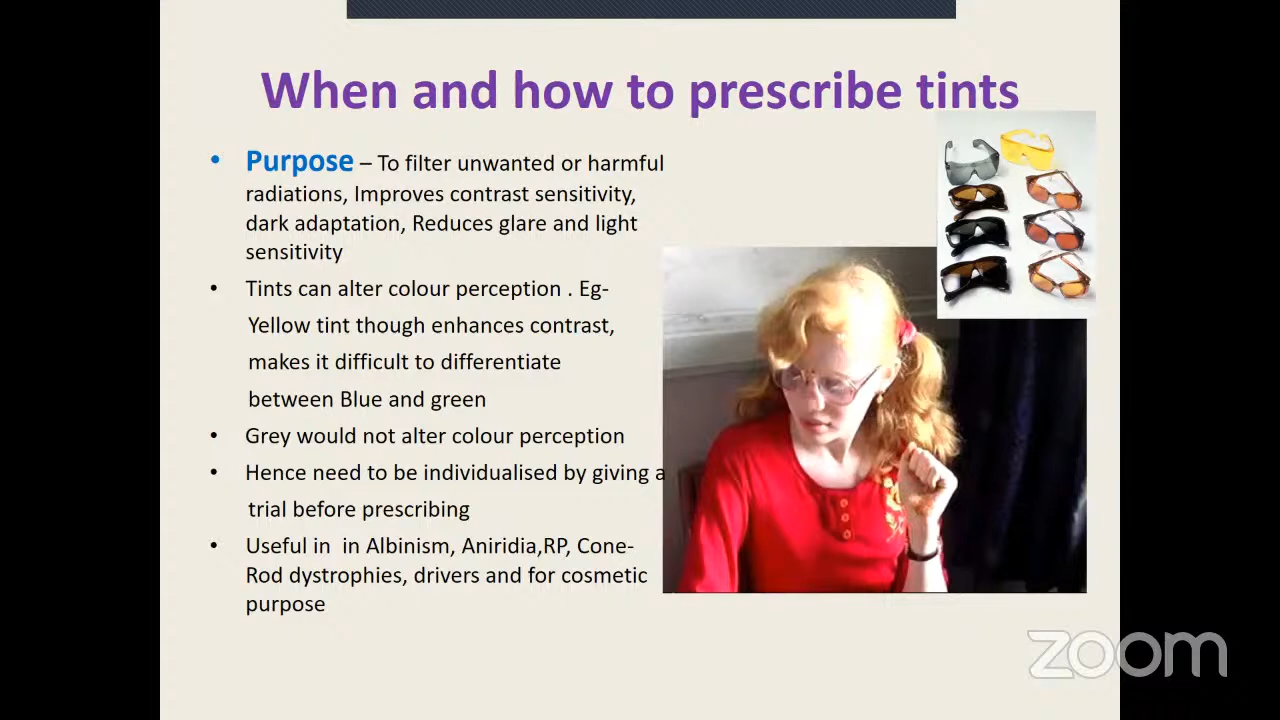 When and how to prescribe tints
• Purpose – To filter unwanted or harmful
radiations, Improves contrast sensitivity,
dark adaptation, Reduces glare and light
sensitivity
• Tints can alter colour perception . Eg-
Yellow tint though enhances contrast,
makes it difficult to differentiate
between Blue and green
• Grey would not alter colour perception
• Hence need to be individualised by giving a
trial before prescribing
• Useful in in Albinism, Aniridia,RP, Cone-
Rod dystrophies, drivers and for cosmetic
purpose
zoom